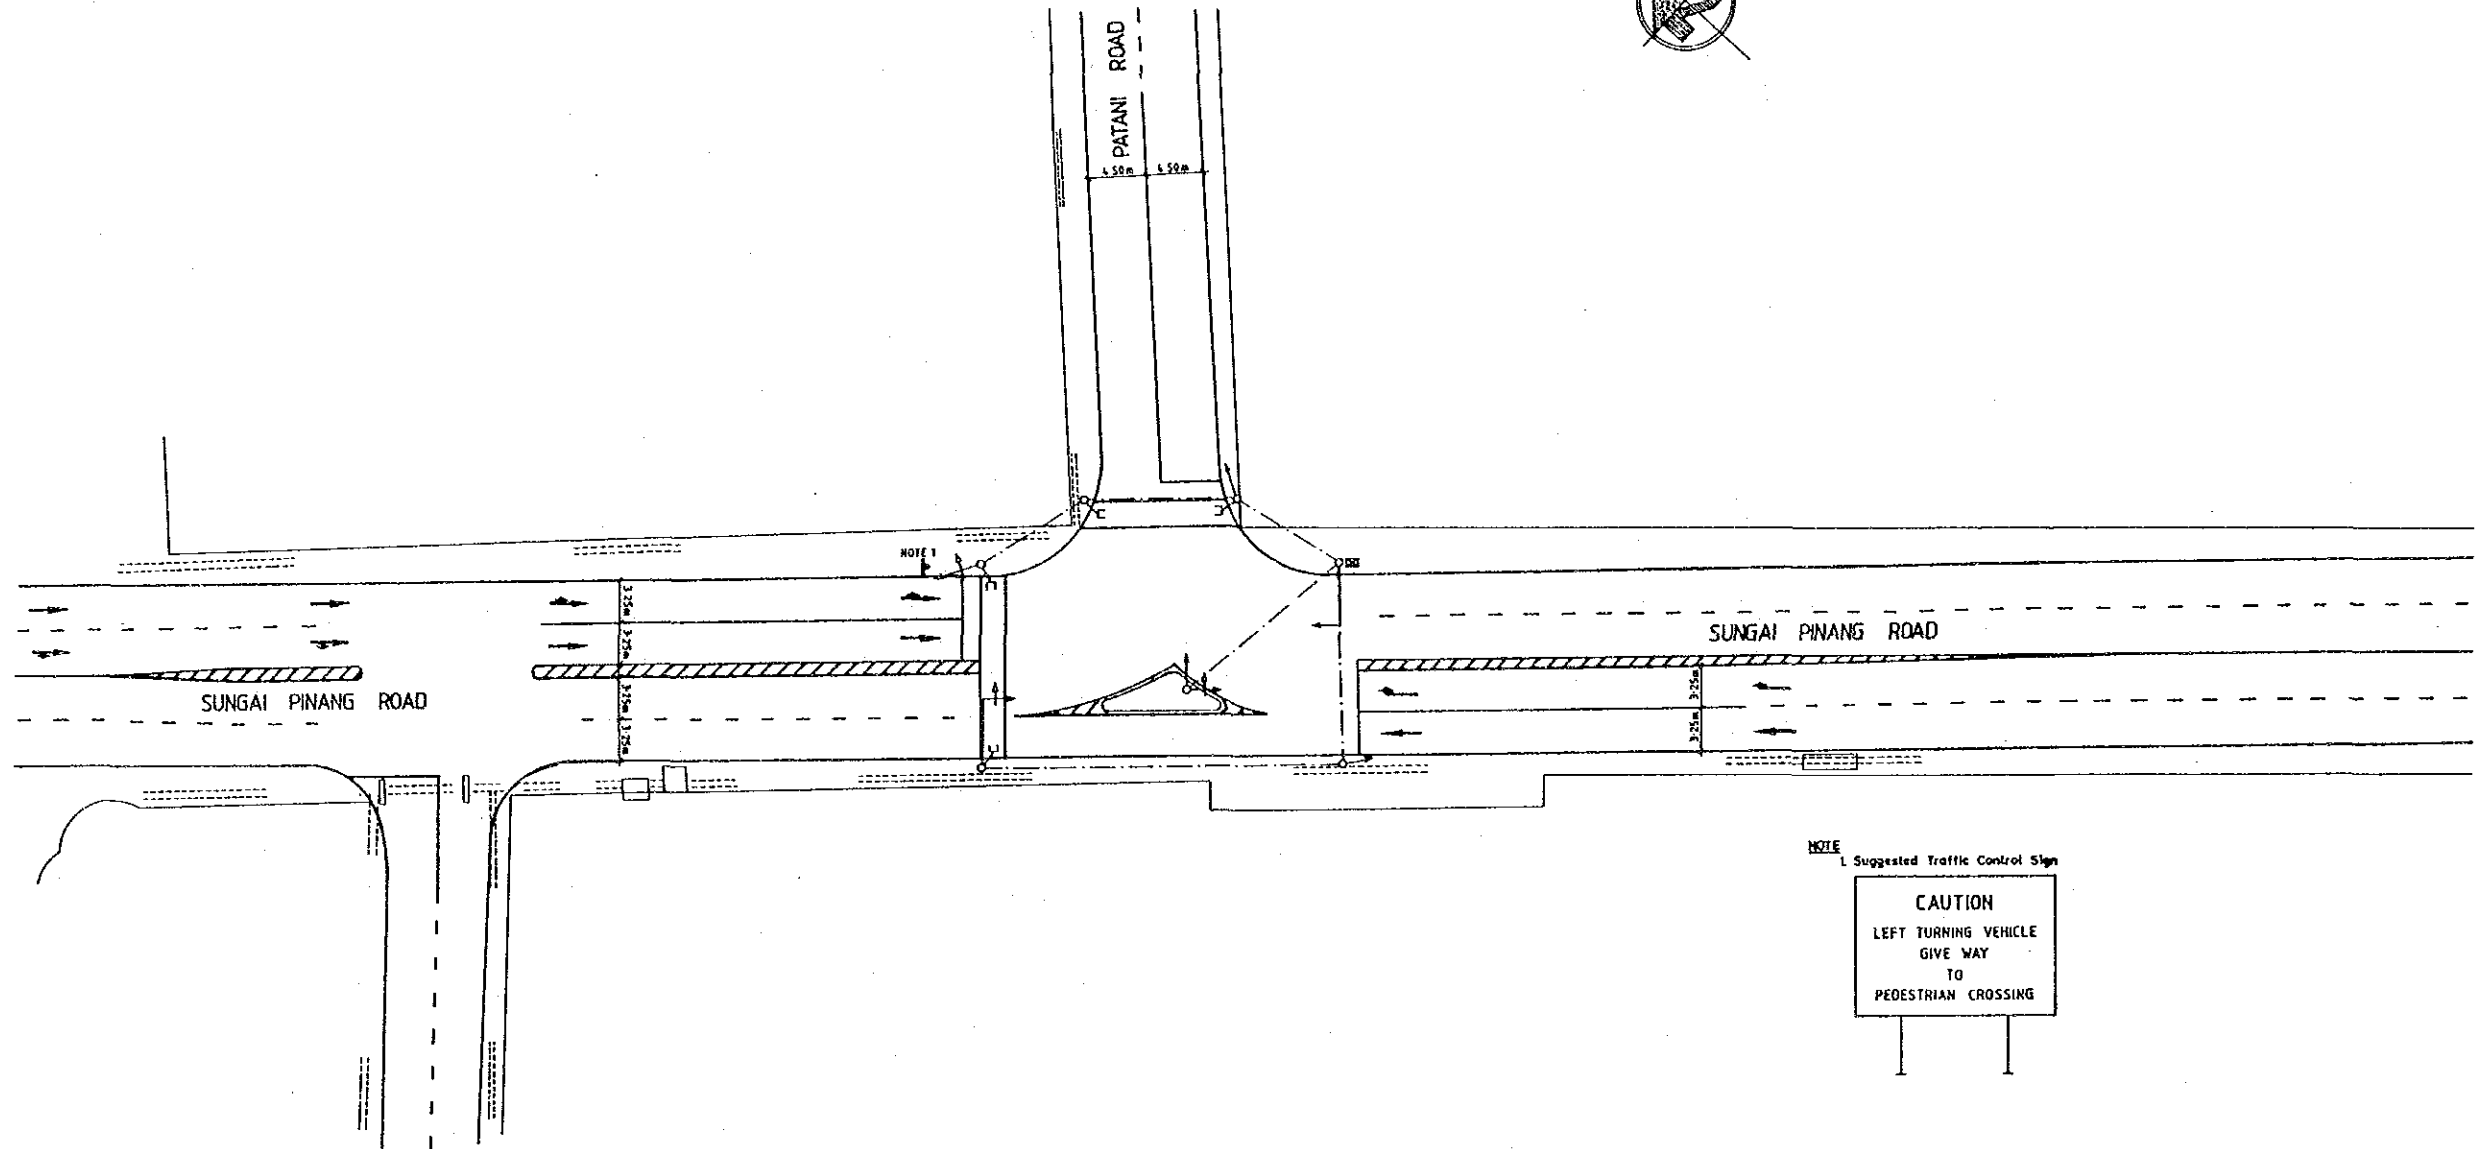 PATANI ROAD
4.50m 4.50m
NOTE 1
3·25m 3·25m 3·25m 3·25m
SUNGAI PINANG ROAD
SUNGAI PINANG ROAD
3·25m 3·25m
NOTE
1. Suggested Traffic Control Sign
CAUTION
LEFT TURNING VEHICLE
GIVE WAY
TO
PEDESTRIAN CROSSING